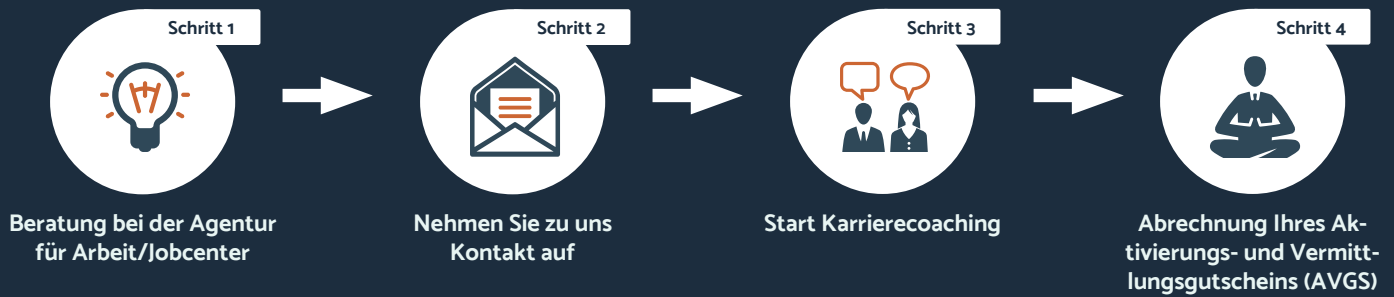 Schritt 1
Beratung bei der Agentur
für Arbeit/Jobcenter
Schritt 2
Nehmen Sie zu uns
Kontakt auf
Schritt 3
Start Karrierecoaching
Schritt 4
Abrechnung Ihres Ak-
tivierungs- und Vermitt-
lungsgutscheins (AVGS)